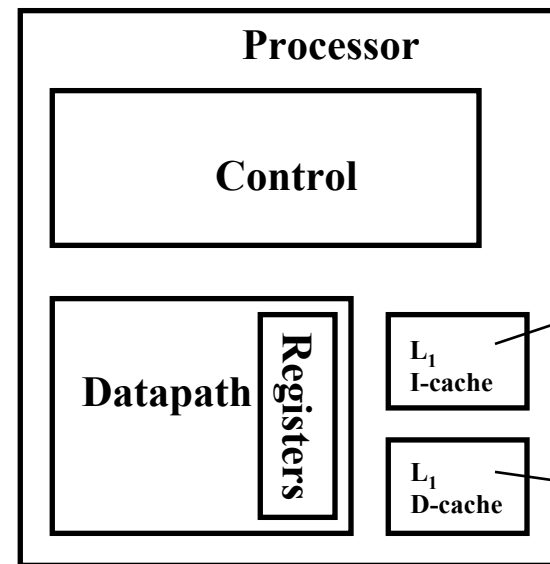 Processor
Control
Datapath
Registers
L₁
I-cache
L₁
D-cache